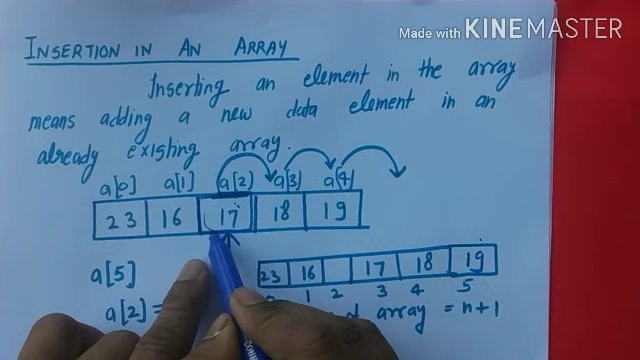 Made with KINEMASTER
INSERTION IN AN ARRAY
Inserting an element in the array
means adding a new data element in an
already existing array.
a[0] a[1] a[2] a[3] a[4]
23 16 17 18 19
a[5]
23 16 17 18 19
1 2 3 4 5
a[2]= array = n+1